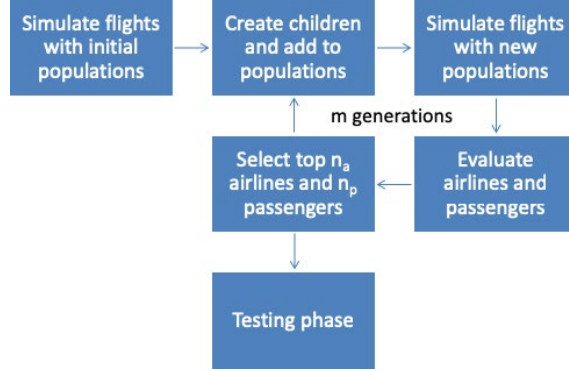 Simulate flights
with initial
populations
Create children
and add to
populations
Simulate flights
with new
populations
m generations
Select top nₐ
airlines and nₚ
passengers
Evaluate
airlines and
passengers
Testing phase